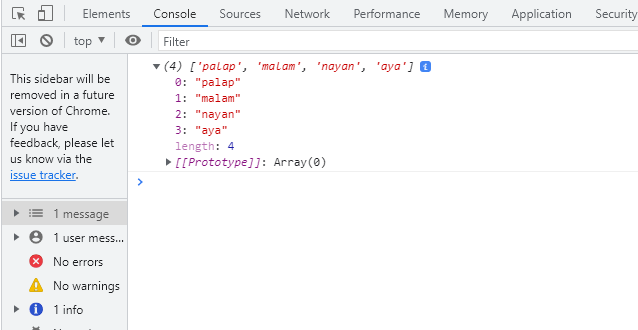 Elements Console Sources Network Performance Memory Application Security
top Filter
This sidebar will be
removed in a future
version of Chrome.
If you have
feedback, please let
us know via the
issue tracker.
1 message
1 user mess...
No errors
No warnings
1 info
(4) ['palap', 'malam', 'nayan', 'aya'] i
0: "palap"
1: "malam"
2: "nayan"
3: "aya"
length: 4
[[Prototype]]: Array(0)